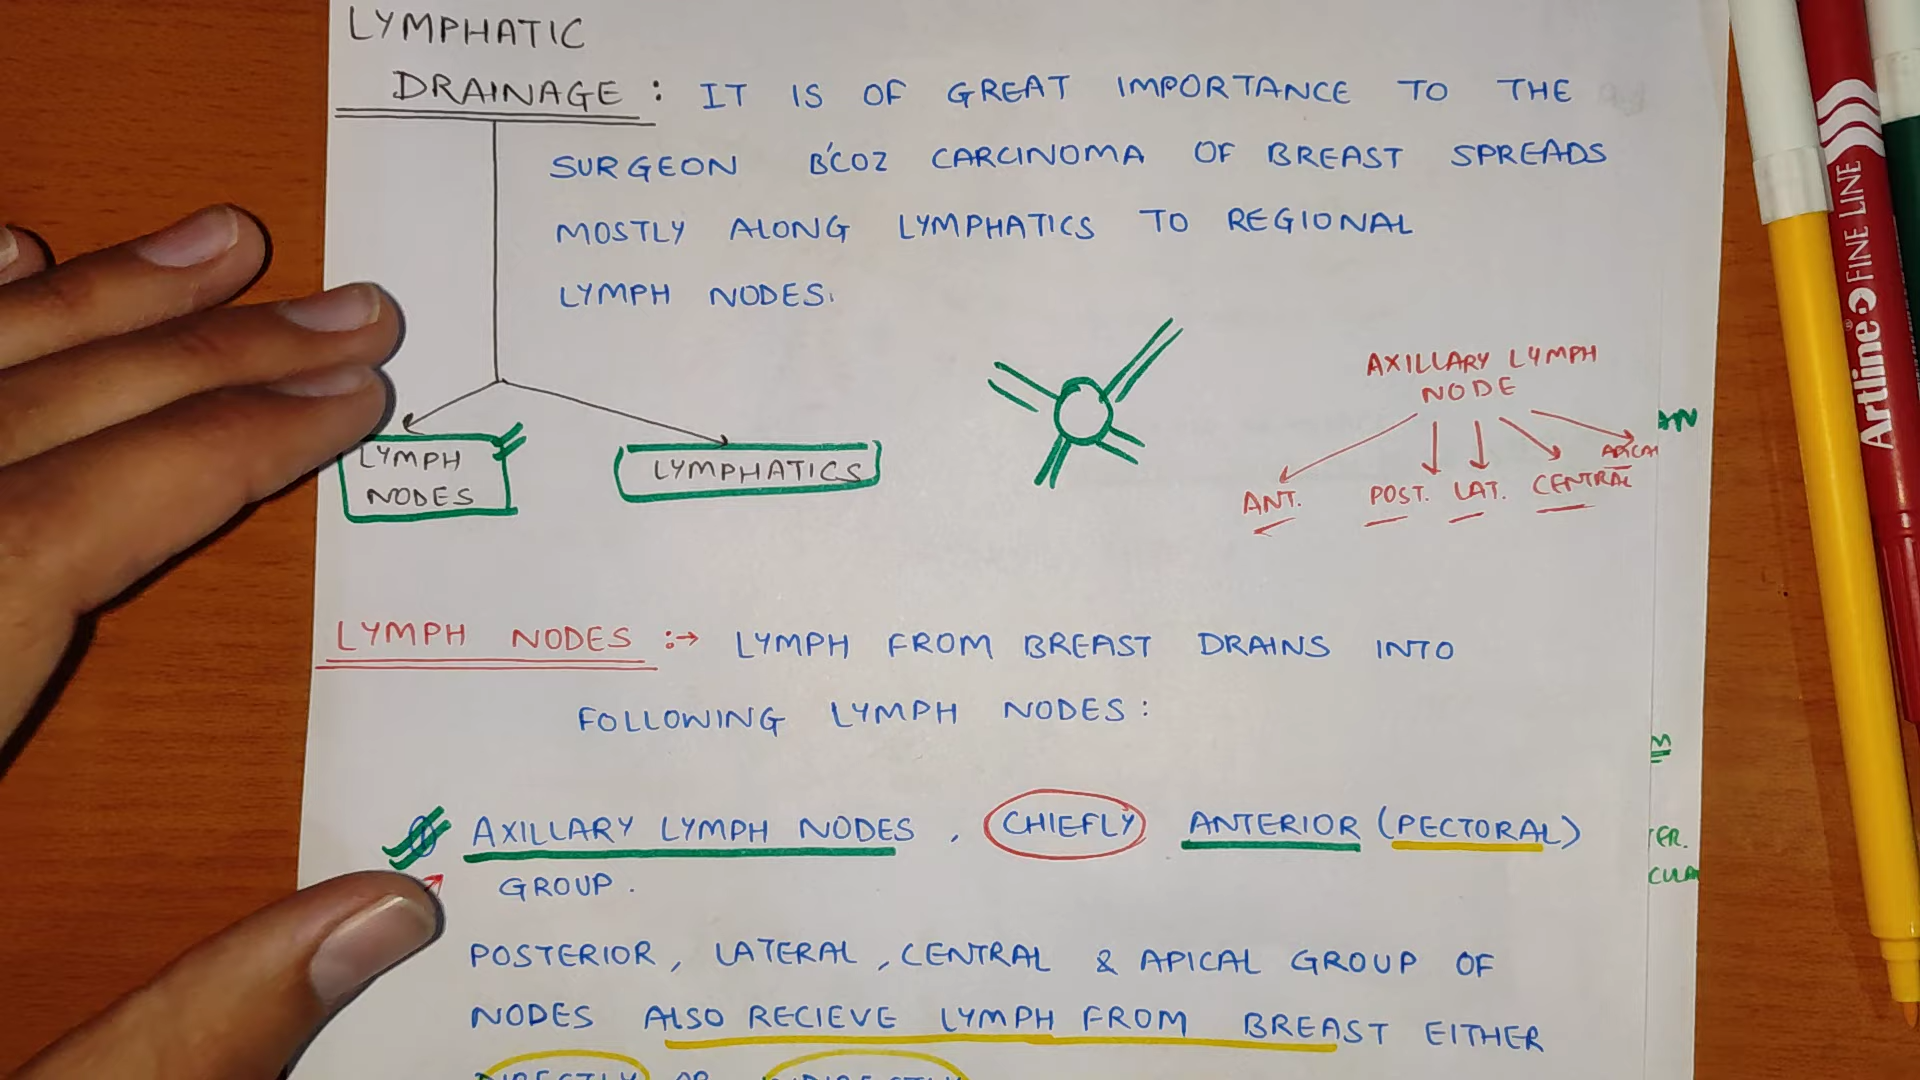 LYMPHATIC
DRAINAGE : IT IS OF GREAT IMPORTANCE TO THE
SURGEON B'COZ CARCINOMA OF BREAST SPREADS
MOSTLY ALONG LYMPHATICS TO REGIONAL
LYMPH NODES.
LYMPH
NODES
LYMPHATICS
AXILLARY LYMPH
NODE
ANT. POST. LAT. CENTRAL APICAL
LYMPH NODES :→ LYMPH FROM BREAST DRAINS INTO
FOLLOWING LYMPH NODES :
AXILLARY LYMPH NODES , CHIEFLY ANTERIOR (PECTORAL)
GROUP .
POSTERIOR , LATERAL , CENTRAL & APICAL GROUP OF
NODES ALSO RECIEVE LYMPH FROM BREAST EITHER
DIRECTLY OR INDIRECTLY
Artline FINE LINE